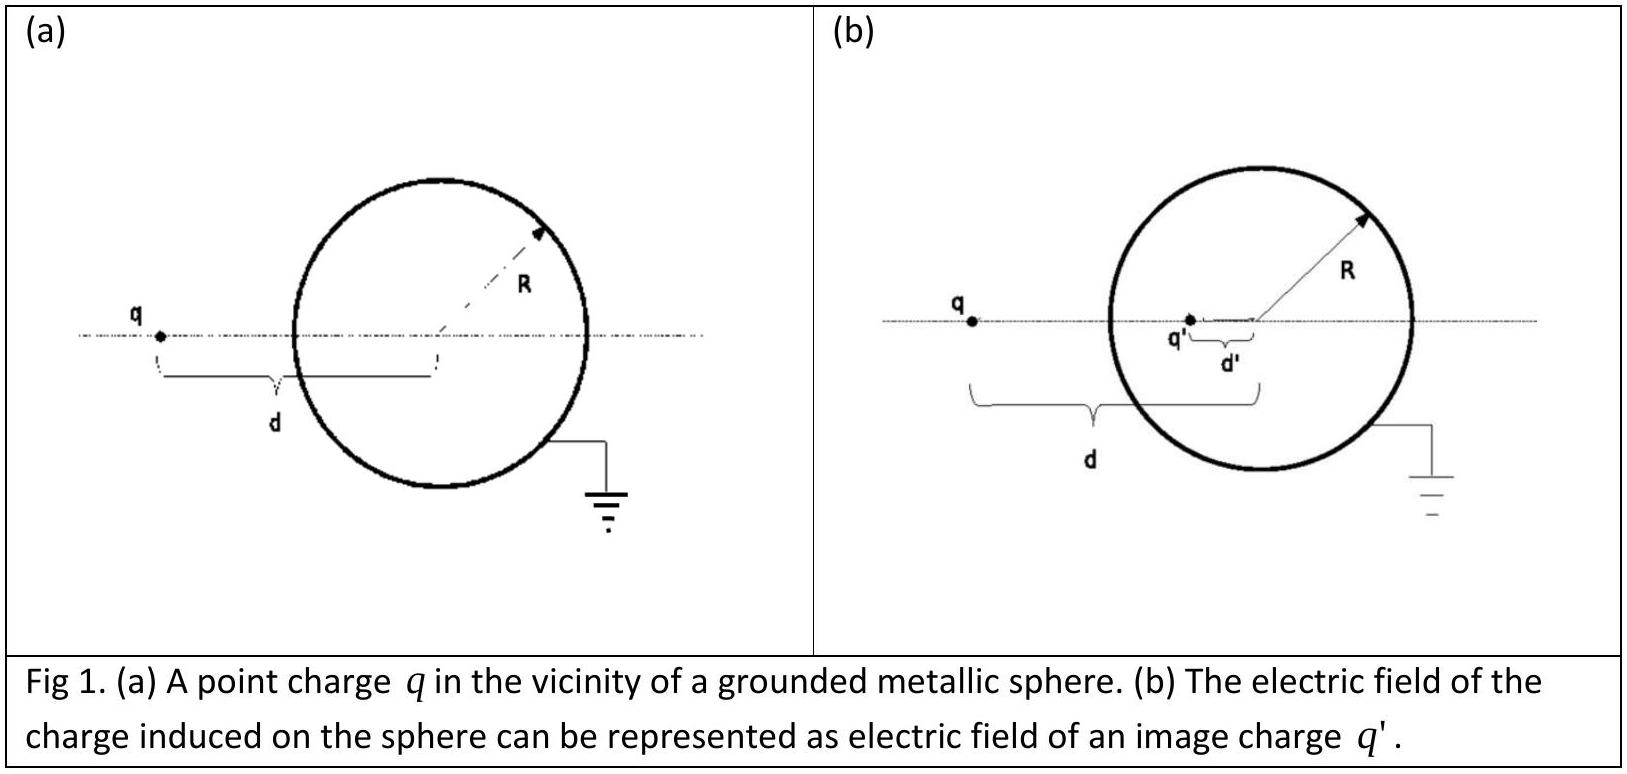 (a)
(b)
q
R
d
q
R
q'
d'
d
Fig 1. (a) A point charge q in the vicinity of a grounded metallic sphere. (b) The electric field of the
charge induced on the sphere can be represented as electric field of an image charge q'.